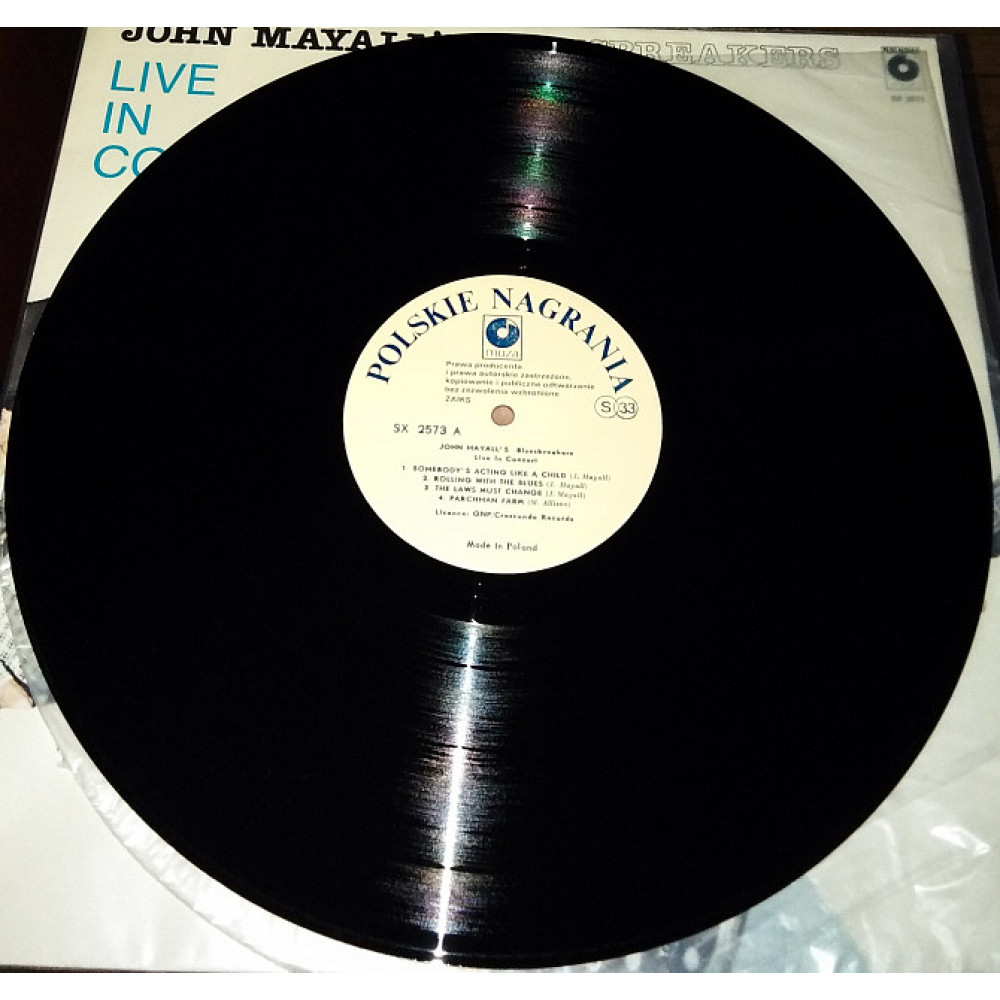 JOHN MAYALL'
SBREAKERS
LIVE
IN
CO
POLSKIE NAGRANIA
muza
Prawa producenta
i prawa autorskie zastrzeżone,
kopiowanie i publiczne odtwarzanie
bez zezwolenia wzbronione
ZAIKS
S 33
SX 2573 A
JOHN MAYALL'S Bluesbreakers
Live in Concert
1. SOMEBODY'S ACTING LIKE A CHILD (J. Mayall)
2. ROLLING WITH THE BLUES (J. Mayall)
3. THE LAWS MUST CHANGE (J. Mayall)
4. PARCHMAN FARM (M. Allison)
Licence: GNP/Crescendo Records
Made in Poland